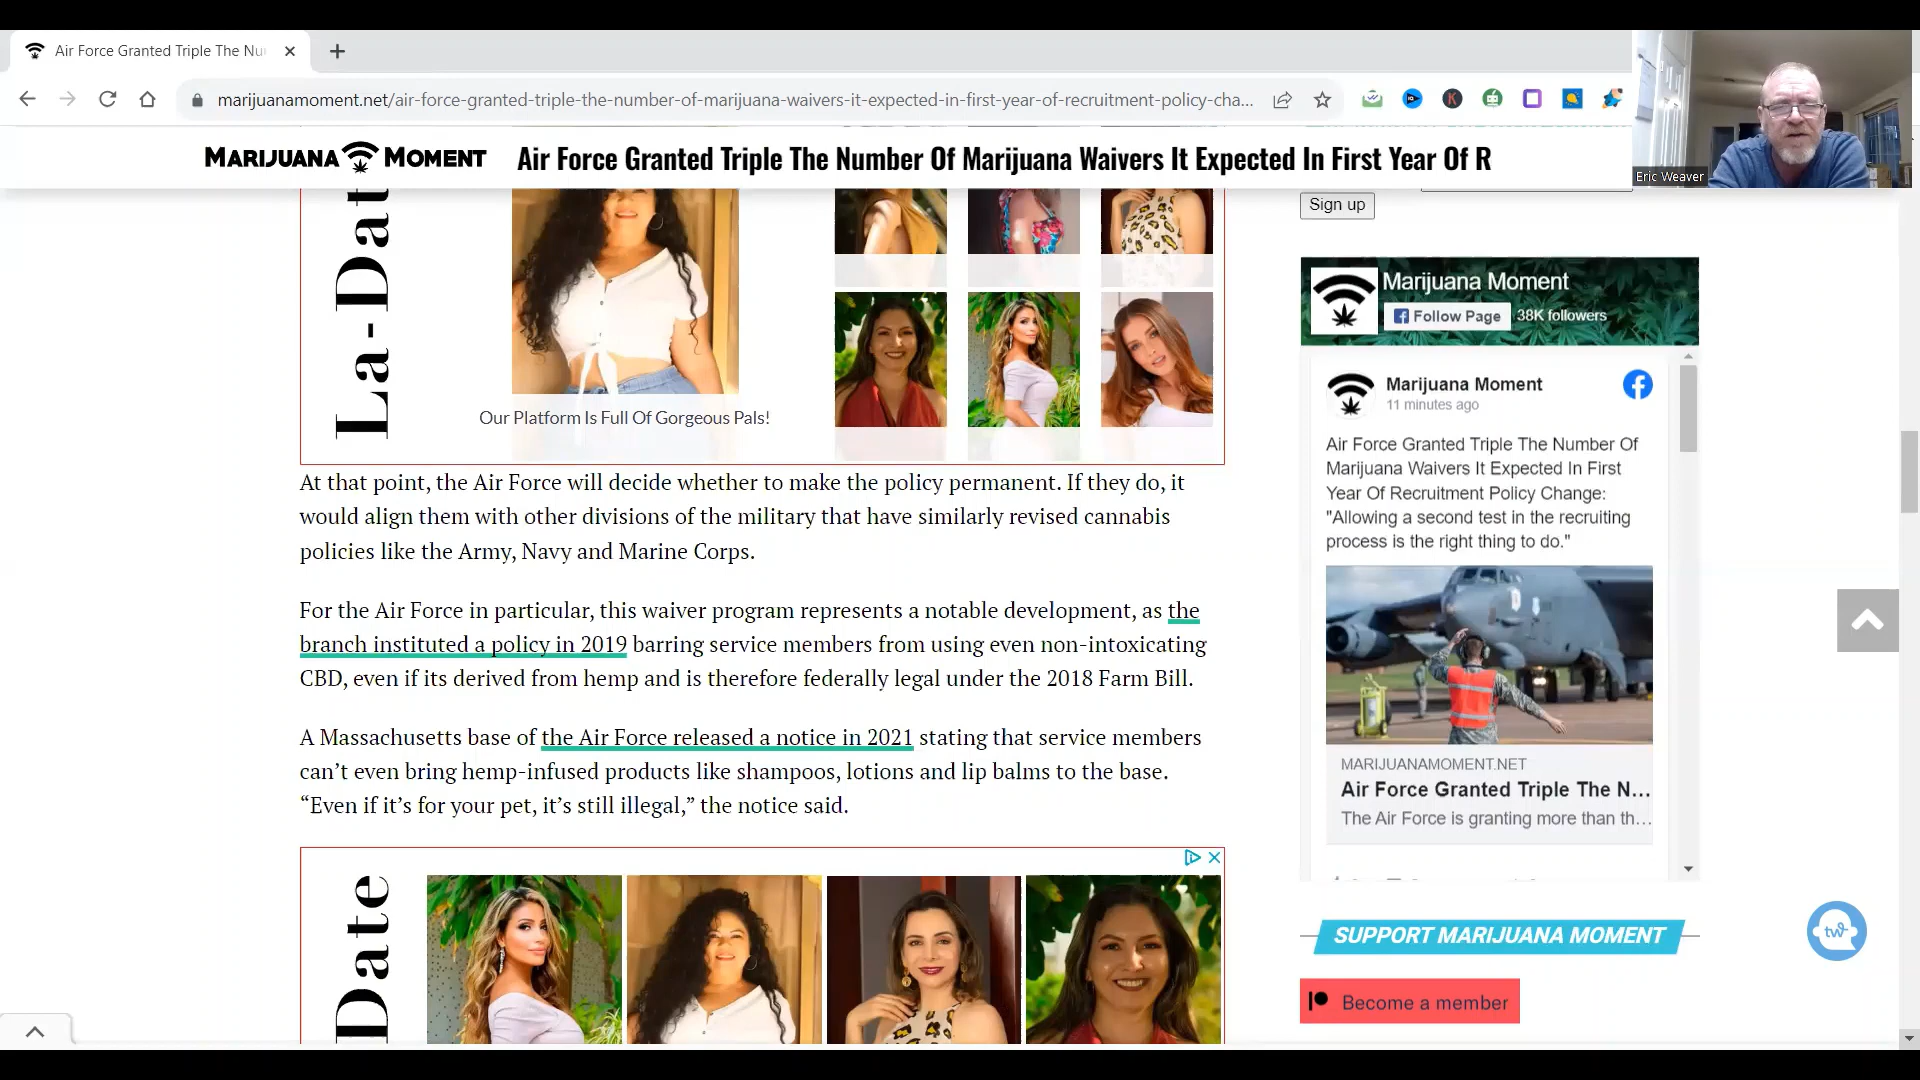 Air Force Granted Triple The Nu
marijuanamoment.net/air-force-granted-triple-the-number-of-marijuana-waivers-it-expected-in-first-year-of-recruitment-policy-cha...
MARIJUANA MOMENT
Air Force Granted Triple The Number Of Marijuana Waivers It Expected In First Year Of R
Eric Weaver
La-Dat
Our Platform Is Full Of Gorgeous Pals!
At that point, the Air Force will decide whether to make the policy permanent. If they do, it
would align them with other divisions of the military that have similarly revised cannabis
policies like the Army, Navy and Marine Corps.
For the Air Force in particular, this waiver program represents a notable development, as the
branch instituted a policy in 2019 barring service members from using even non-intoxicating
CBD, even if its derived from hemp and is therefore federally legal under the 2018 Farm Bill.
A Massachusetts base of the Air Force released a notice in 2021 stating that service members
can’t even bring hemp-infused products like shampoos, lotions and lip balms to the base.
“Even if it’s for your pet, it’s still illegal,” the notice said.
Date
Sign up
Marijuana Moment
Follow Page
38K followers
Marijuana Moment
11 minutes ago
Air Force Granted Triple The Number Of
Marijuana Waivers It Expected In First
Year Of Recruitment Policy Change:
"Allowing a second test in the recruiting
process is the right thing to do."
MARIJUANAMOMENT.NET
Air Force Granted Triple The N...
The Air Force is granting more than th...
SUPPORT MARIJUANA MOMENT
Become a member
tw